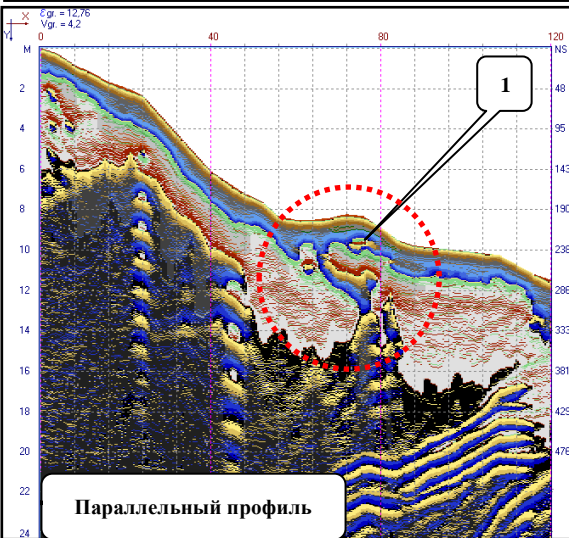 Ɛgr. = 12,76
Vgr. = 4,2
X
Y
M 0 40 80 120 NS
2 48
4 95
6 143
8 190
10 238
12 286
14 333
16 381
18 429
20 476
22
24
1
Параллельный профиль